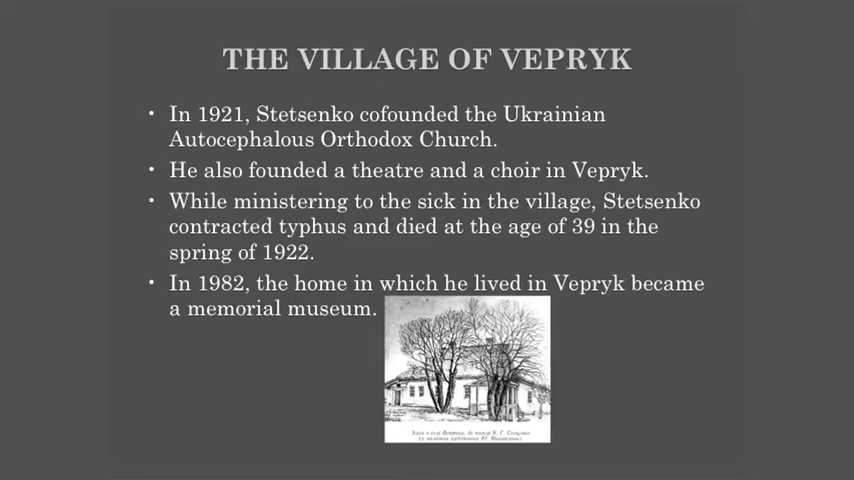 THE VILLAGE OF VEPRYK
• In 1921, Stetsenko cofounded the Ukrainian
Autocephalous Orthodox Church.
• He also founded a theatre and a choir in Vepryk.
• While ministering to the sick in the village, Stetsenko
contracted typhus and died at the age of 39 in the
spring of 1922.
• In 1982, the home in which he lived in Vepryk became
a memorial museum.
в селі де К. Г.